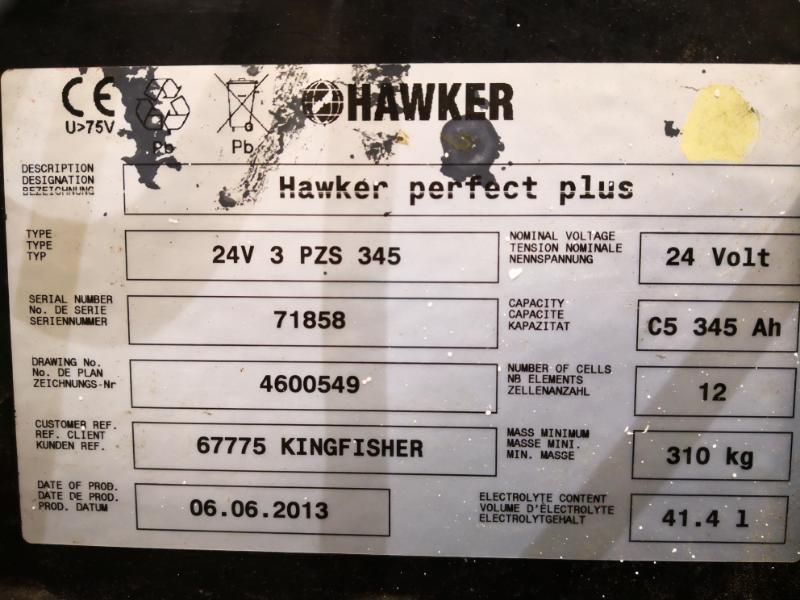 CE
U>75V
Pb
Pb
HAWKER
DESCRIPTION
DESIGNATION
BEZEICHNUNG
Hawker perfect plus
TYPE
TYPE
TYP
24V 3 PZS 345
NOMINAL VOLTAGE
TENSION NOMINALE
NENNSPANNUNG
24 Volt
SERIAL NUMBER
No. DE SERIE
SERIENNUMMER
71858
CAPACITY
CAPACITE
KAPAZITAT
C5 345 Ah
DRAWING No.
No. DE PLAN
ZEICHNUNGS-Nr
4600549
NUMBER OF CELLS
NB ELEMENTS
ZELLENANZAHL
12
CUSTOMER REF.
REF. CLIENT
KUNDEN REF.
67775 KINGFISHER
MASS MINIMUM
MASSE MINI.
MIN. MASSE
310 kg
DATE OF PROD.
DATE DE PROD.
PROD. DATUM
06.06.2013
ELECTROLYTE CONTENT
VOLUME D'ÉLECTROLYTE
ELECTROLYTGEHALT
41.4 l